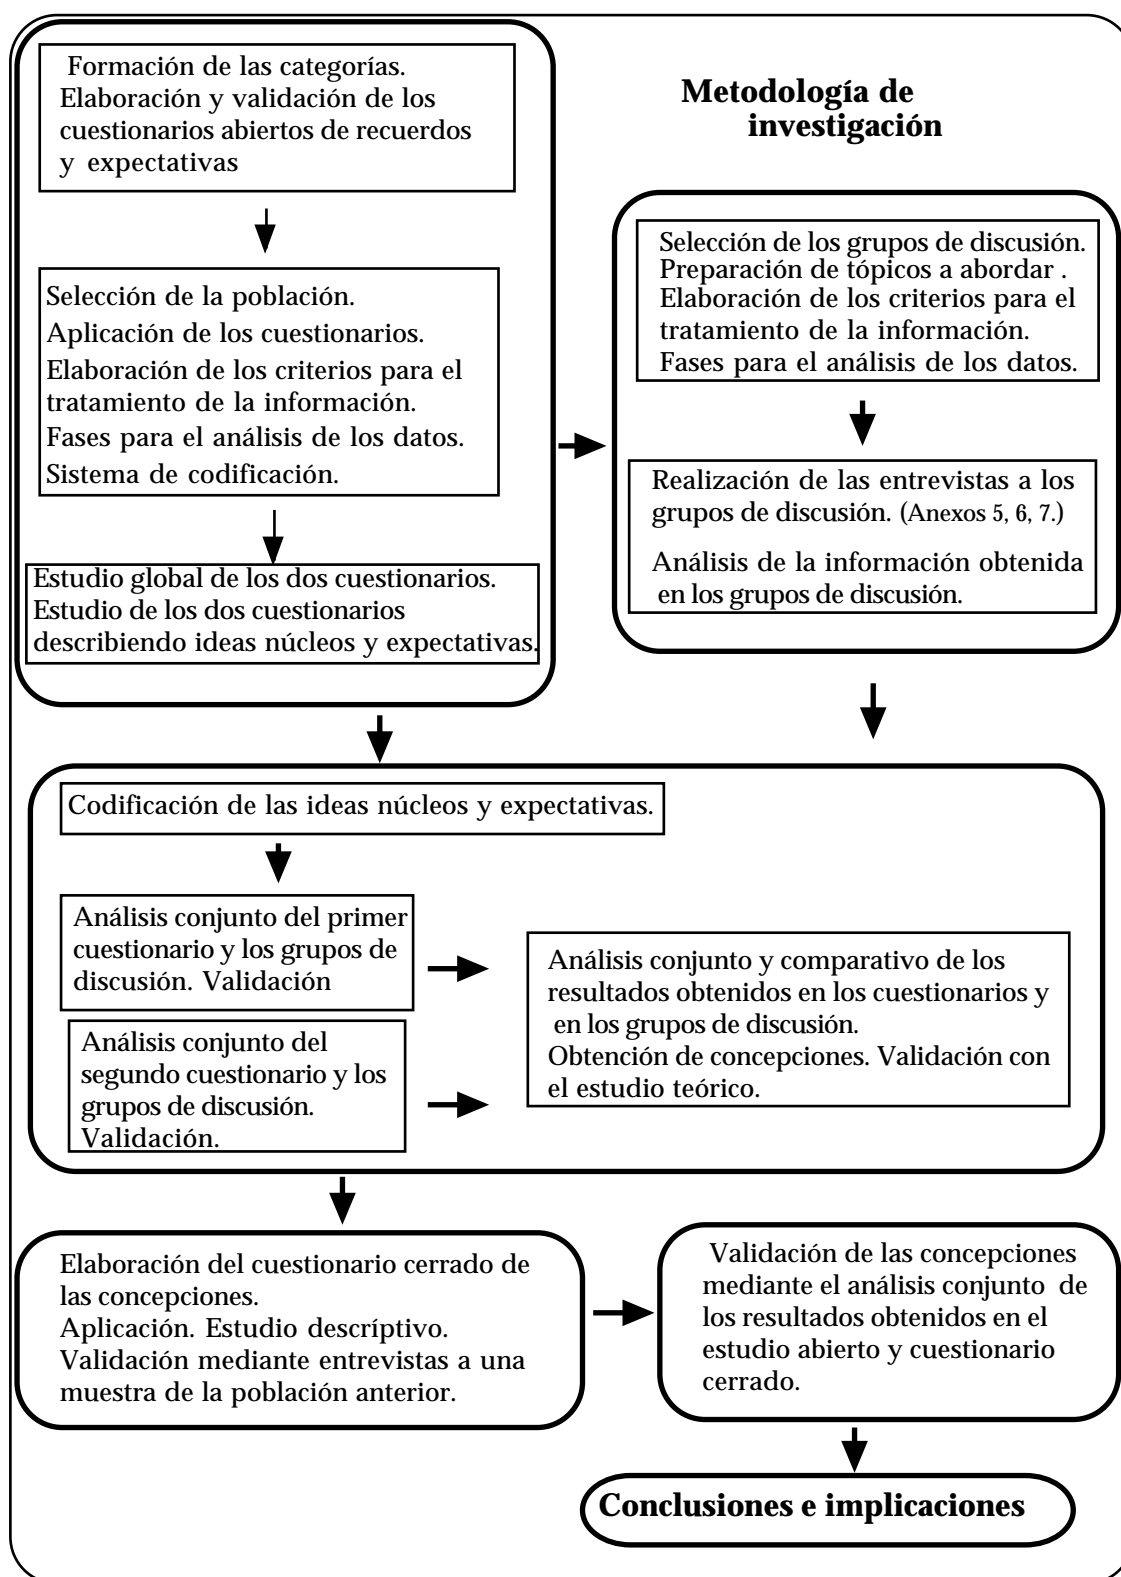 Formación de las categorías.
Elaboración y validación de los
cuestionarios abiertos de recuerdos
y expectativas
Metodología de
investigación
Selección de la población.
Aplicación de los cuestionarios.
Elaboración de los criterios para el
tratamiento de la información.
Fases para el análisis de los datos.
Sistema de codificación.
Estudio global de los dos cuestionarios.
Estudio de los dos cuestionarios
describiendo ideas núcleos y expectativas.
Selección de los grupos de discusión.
Preparación de tópicos a abordar .
Elaboración de los criterios para el
tratamiento de la información.
Fases para el análisis de los datos.
Realización de las entrevistas a los
grupos de discusión. (Anexos 5, 6, 7.)
Análisis de la información obtenida
en los grupos de discusión.
Codificación de las ideas núcleos y expectativas.
Análisis conjunto del primer
cuestionario y los grupos de
discusión. Validación
Análisis conjunto del
segundo cuestionario y los
grupos de discusión.
Validación.
Análisis conjunto y comparativo de los
resultados obtenidos en los cuestionarios y
en los grupos de discusión.
Obtención de concepciones. Validación con
el estudio teórico.
Elaboración del cuestionario cerrado de
las concepciones.
Aplicación. Estudio descríptivo.
Validación mediante entrevistas a una
muestra de la población anterior.
Validación de las concepciones
mediante el análisis conjunto de
los resultados obtenidos en el
estudio abierto y cuestionario
cerrado.
Conclusiones e implicaciones